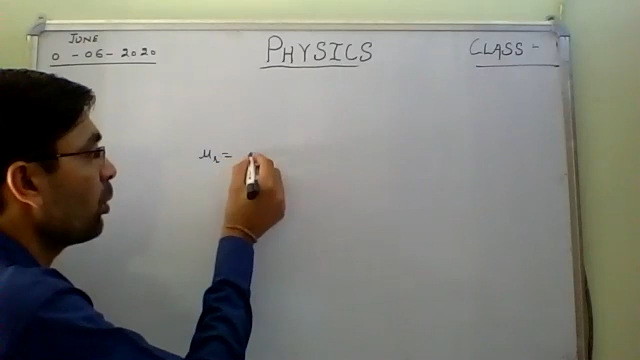 JUNE
0 - 06 - 2020
PHYSICS
CLASS -
μr =